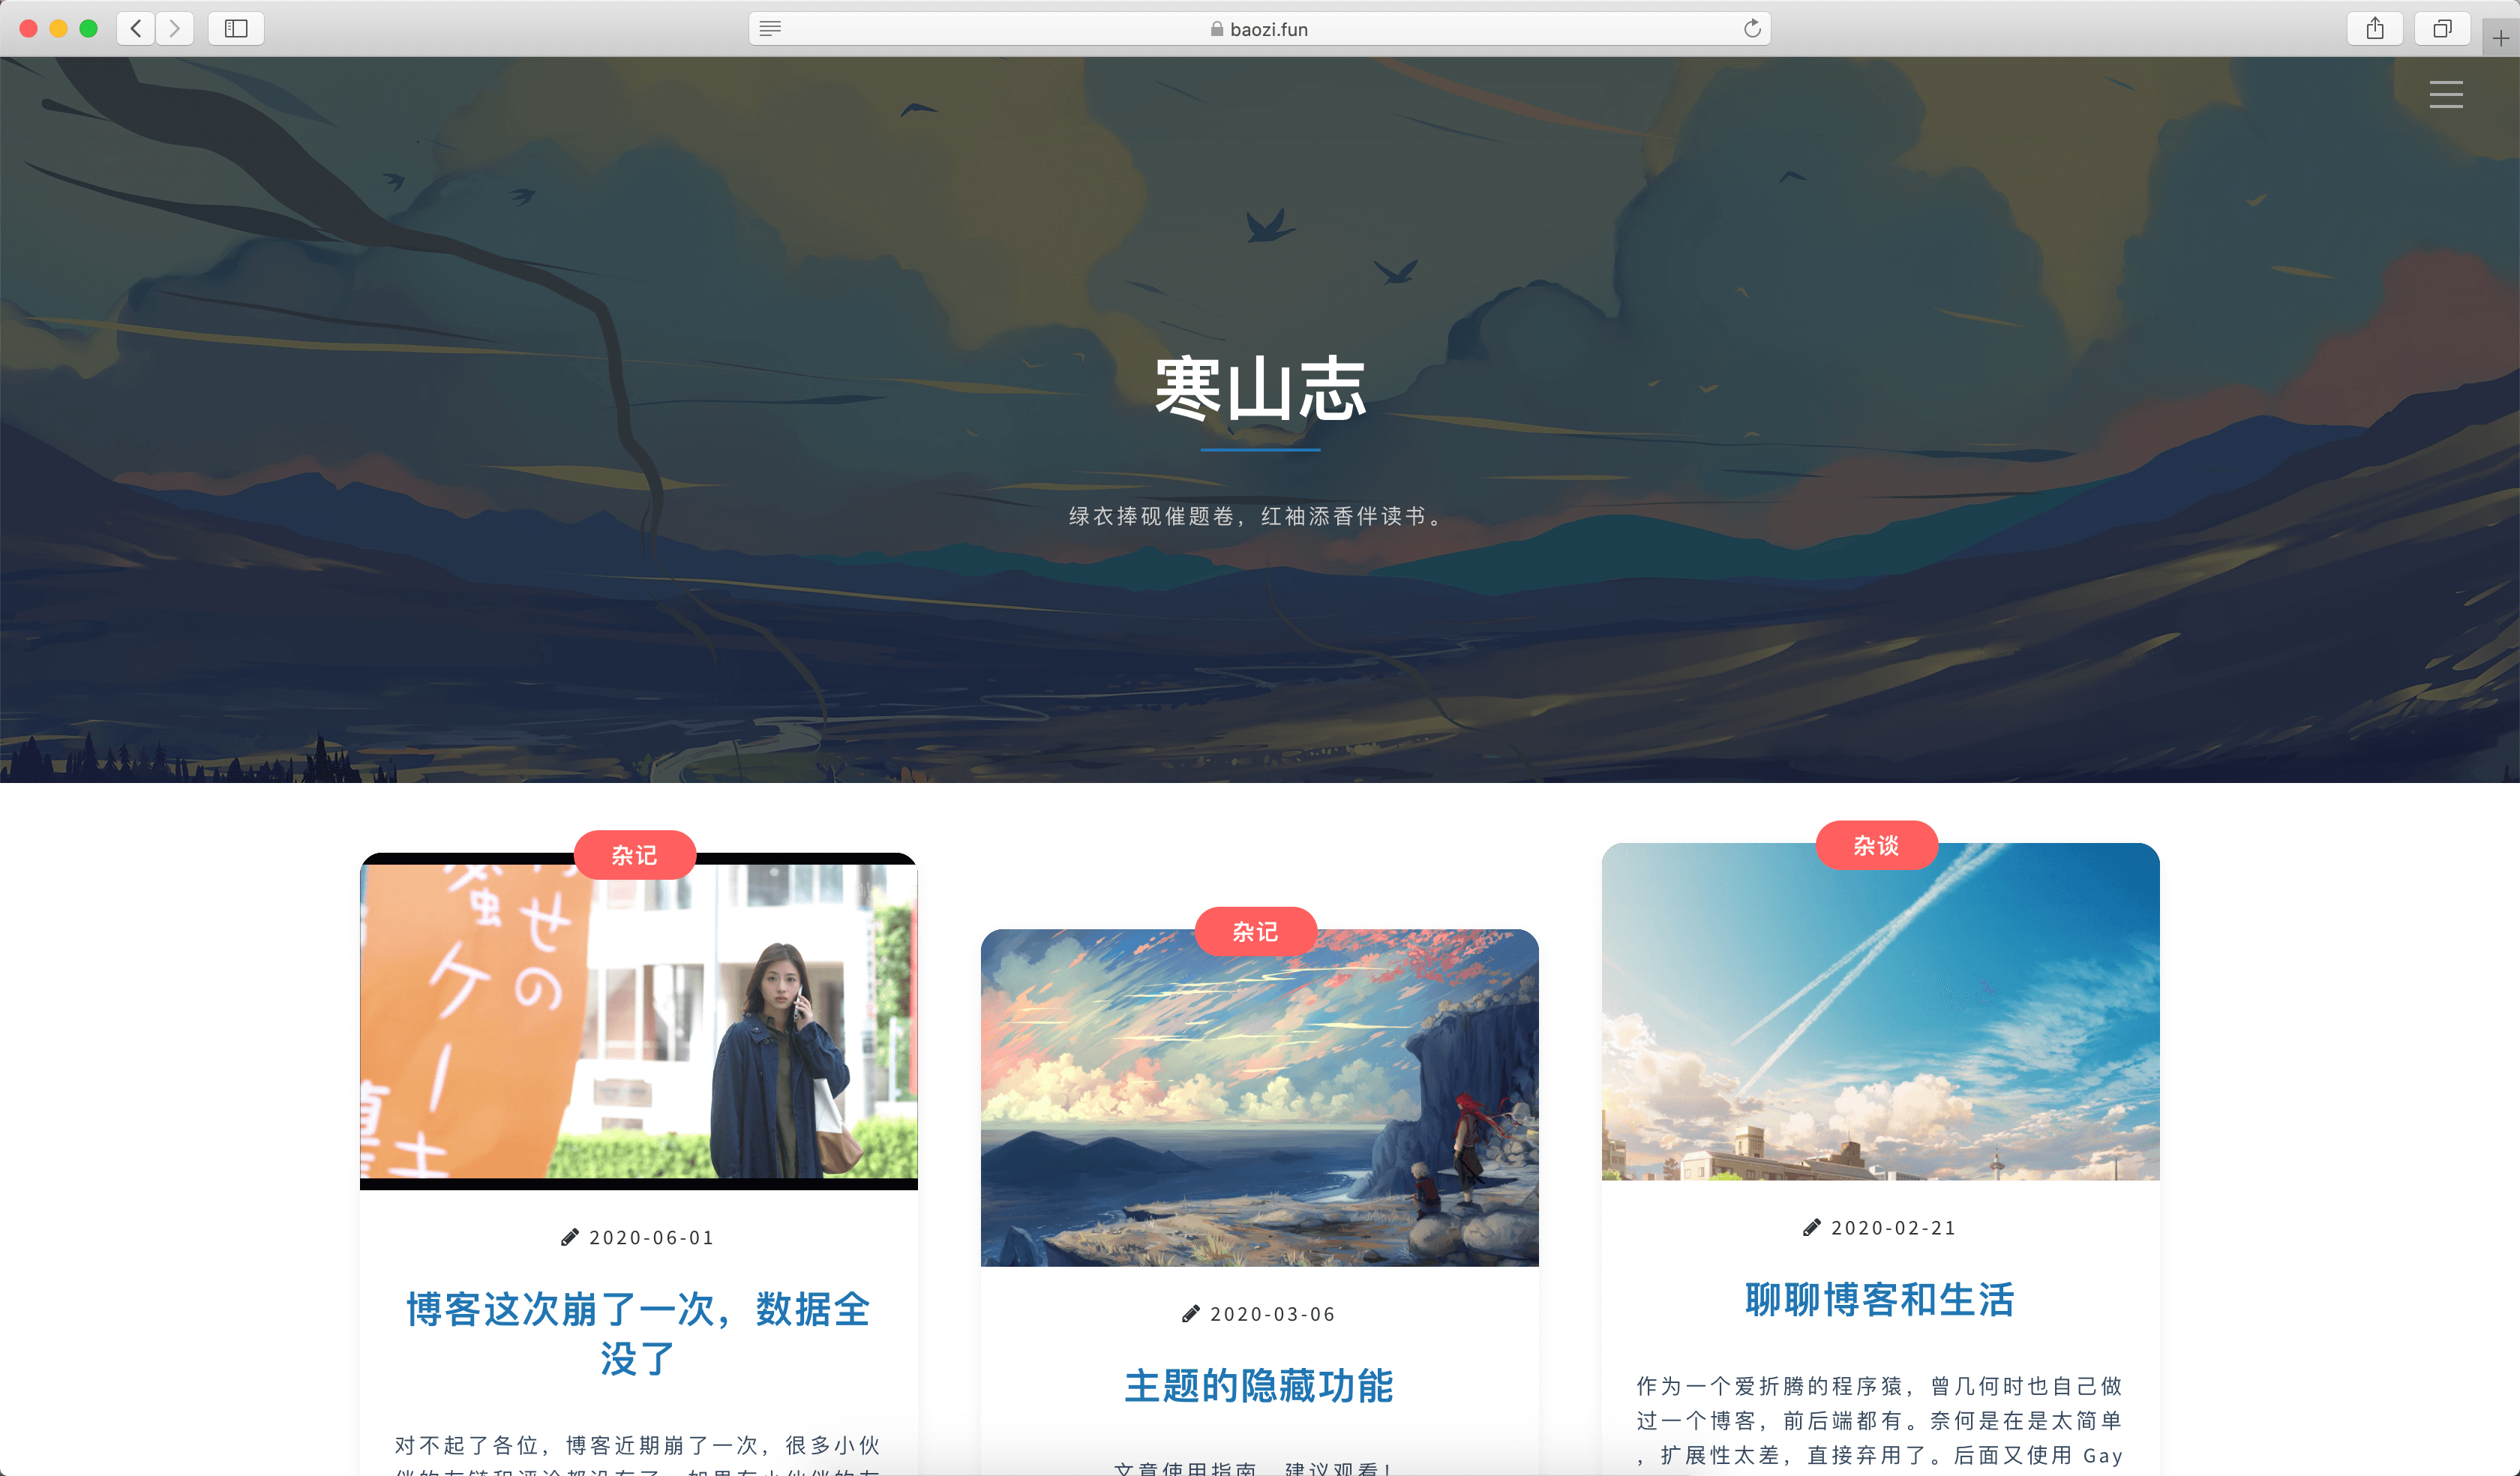 baozi.fun
寒山志
绿衣捧砚催题卷，红袖添香伴读书。
杂记
せの
蜜ケーキ
2020-06-01
博客这次崩了一次，数据全
没了
对不起了各位，博客近期崩了一次，很多小伙
杂记
2020-03-06
主题的隐藏功能
文章使用指南，建议观看！
杂谈
2020-02-21
聊聊博客和生活
作为一个爱折腾的程序猿，曾几何时也自己做
过一个博客，前后端都有。奈何是在是太简单
，扩展性太差，直接弃用了。后面又使用 Gay